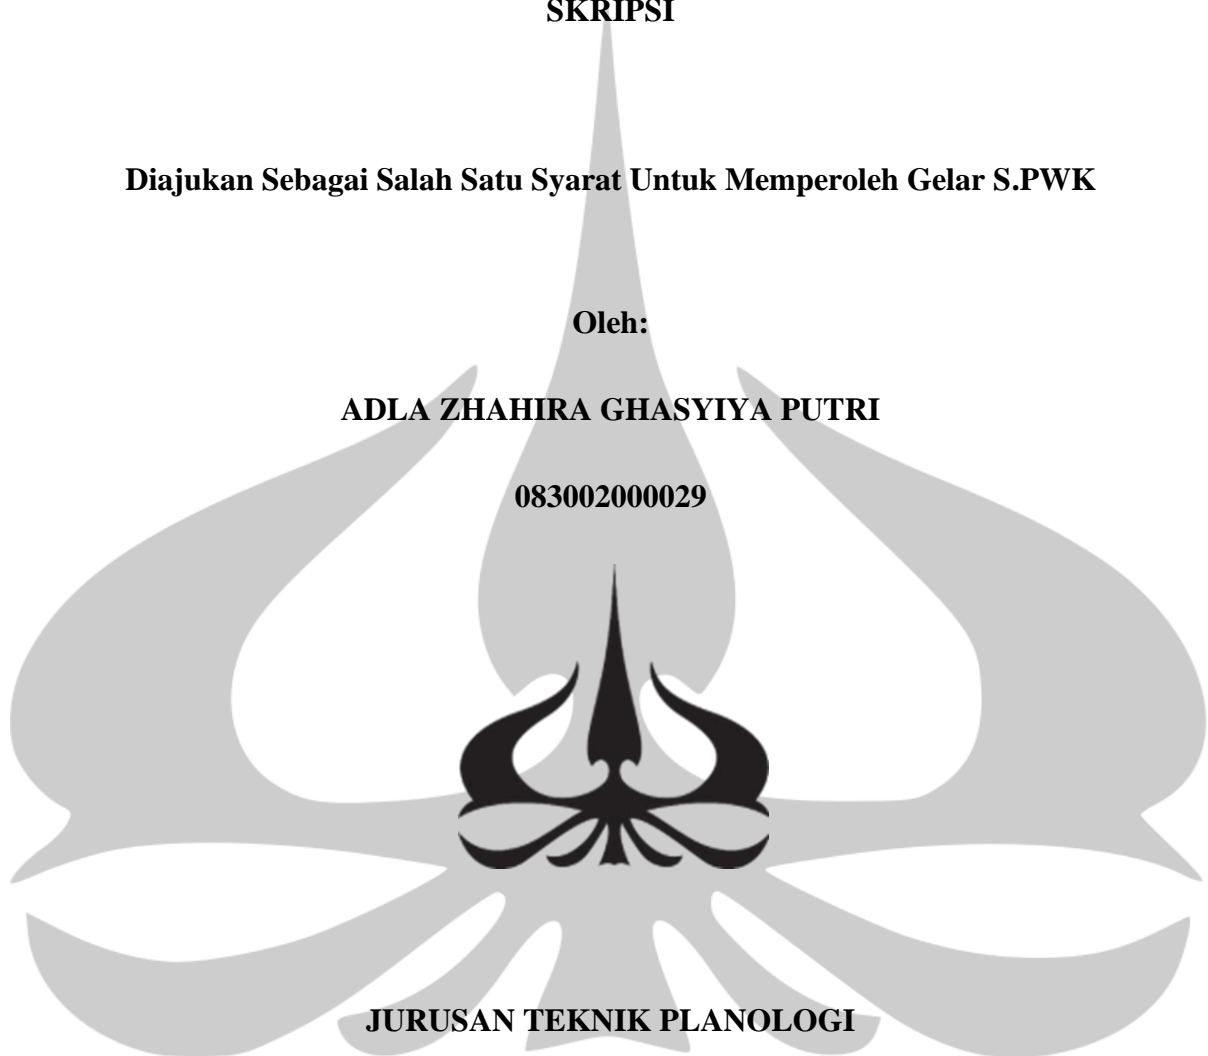 SKRIPSI
Diajukan Sebagai Salah Satu Syarat Untuk Memperoleh Gelar S.PWK
Oleh:
ADLA ZHAHIRA GHASYIYA PUTRI
083002000029
JURUSAN TEKNIK PLANOLOGI